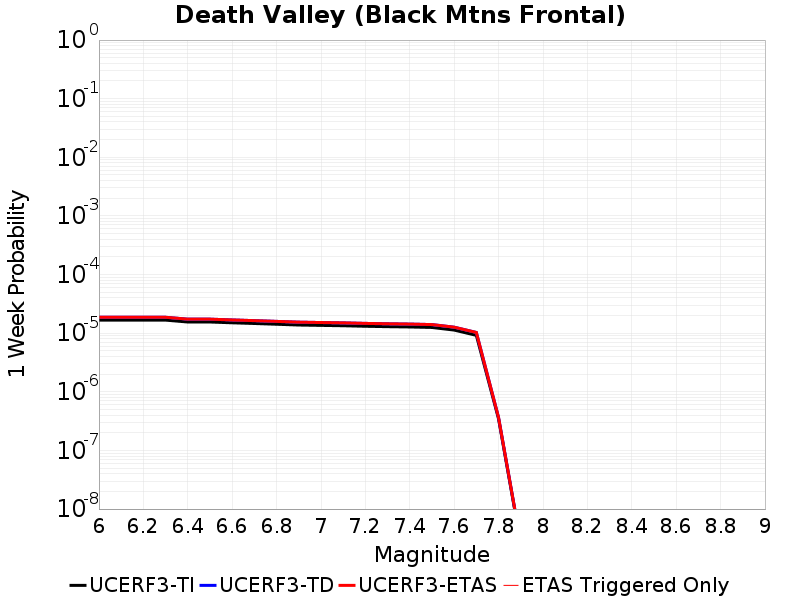 Death Valley (Black Mtns Frontal)
1 Week Probability
10^0
10^-1
10^-2
10^-3
10^-4
10^-5
10^-6
10^-7
10^-8
6 6.2 6.4 6.6 6.8 7 7.2 7.4 7.6 7.8 8 8.2 8.4 8.6 8.8 9
Magnitude
UCERF3-TI UCERF3-TD UCERF3-ETAS ETAS Triggered Only